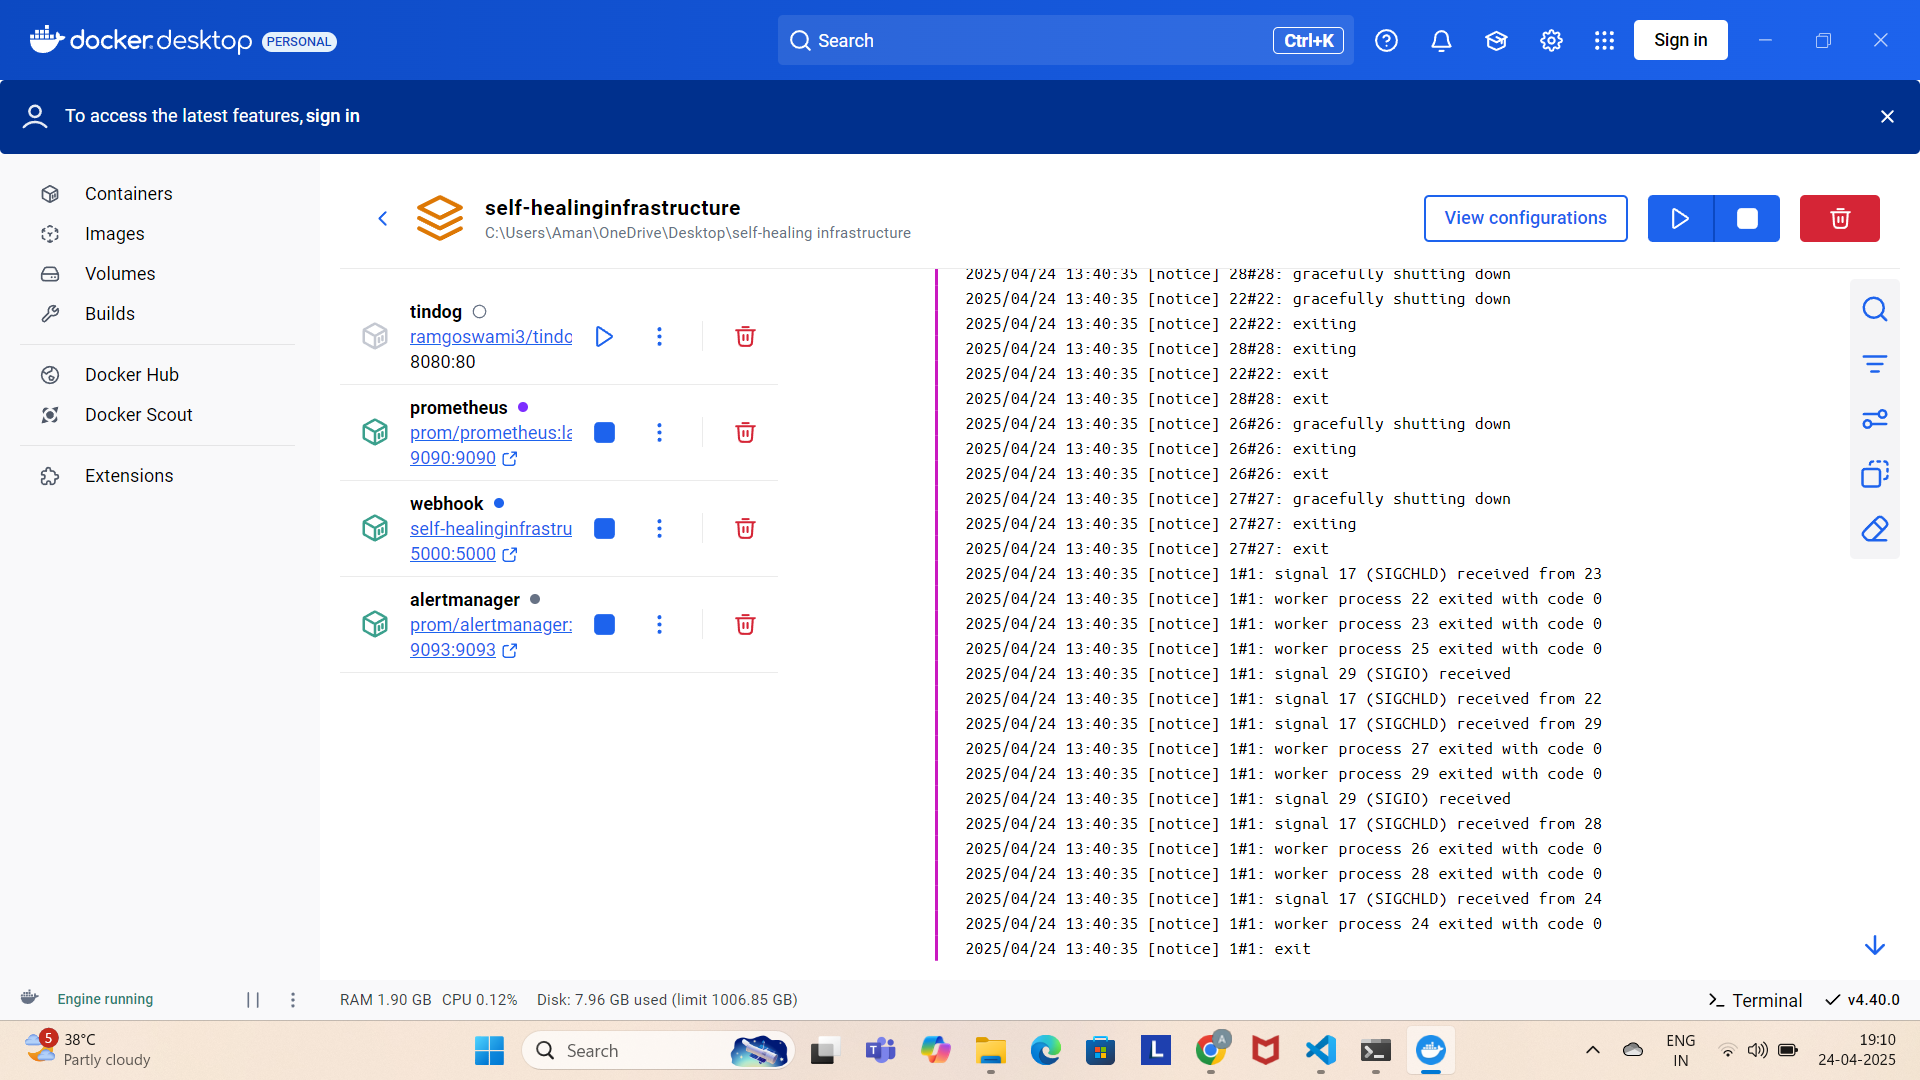 docker.desktop PERSONAL
Search
Ctrl+K
Sign in
To access the latest features, sign in
Containers
Images
Volumes
Builds
Docker Hub
Docker Scout
Extensions
self-healinginfrastructure
C:\Users\Aman\OneDrive\Desktop\self-healing infrastructure
View configurations
tindog
ramgoswami3/tindo
8080:80
prometheus
prom/prometheus:la
9090:9090
webhook
self-healinginfrastru
5000:5000
alertmanager
prom/alertmanager:
9093:9093
2025/04/24 13:40:35 [notice] 28#28: gracefully shutting down
2025/04/24 13:40:35 [notice] 22#22: gracefully shutting down
2025/04/24 13:40:35 [notice] 22#22: exiting
2025/04/24 13:40:35 [notice] 28#28: exiting
2025/04/24 13:40:35 [notice] 22#22: exit
2025/04/24 13:40:35 [notice] 28#28: exit
2025/04/24 13:40:35 [notice] 26#26: gracefully shutting down
2025/04/24 13:40:35 [notice] 26#26: exiting
2025/04/24 13:40:35 [notice] 26#26: exit
2025/04/24 13:40:35 [notice] 27#27: gracefully shutting down
2025/04/24 13:40:35 [notice] 27#27: exiting
2025/04/24 13:40:35 [notice] 27#27: exit
2025/04/24 13:40:35 [notice] 1#1: signal 17 (SIGCHLD) received from 23
2025/04/24 13:40:35 [notice] 1#1: worker process 22 exited with code 0
2025/04/24 13:40:35 [notice] 1#1: worker process 23 exited with code 0
2025/04/24 13:40:35 [notice] 1#1: worker process 25 exited with code 0
2025/04/24 13:40:35 [notice] 1#1: signal 29 (SIGIO) received
2025/04/24 13:40:35 [notice] 1#1: signal 17 (SIGCHLD) received from 22
2025/04/24 13:40:35 [notice] 1#1: signal 17 (SIGCHLD) received from 29
2025/04/24 13:40:35 [notice] 1#1: worker process 27 exited with code 0
2025/04/24 13:40:35 [notice] 1#1: worker process 29 exited with code 0
2025/04/24 13:40:35 [notice] 1#1: signal 29 (SIGIO) received
2025/04/24 13:40:35 [notice] 1#1: signal 17 (SIGCHLD) received from 28
2025/04/24 13:40:35 [notice] 1#1: worker process 26 exited with code 0
2025/04/24 13:40:35 [notice] 1#1: worker process 28 exited with code 0
2025/04/24 13:40:35 [notice] 1#1: signal 17 (SIGCHLD) received from 24
2025/04/24 13:40:35 [notice] 1#1: worker process 24 exited with code 0
2025/04/24 13:40:35 [notice] 1#1: exit
Engine running
RAM 1.90 GB CPU 0.12% Disk: 7.96 GB used (limit 1006.85 GB)
Terminal
v4.40.0
5
38°C
Partly cloudy
Search
L
A
ENG
IN
19:10
24-04-2025